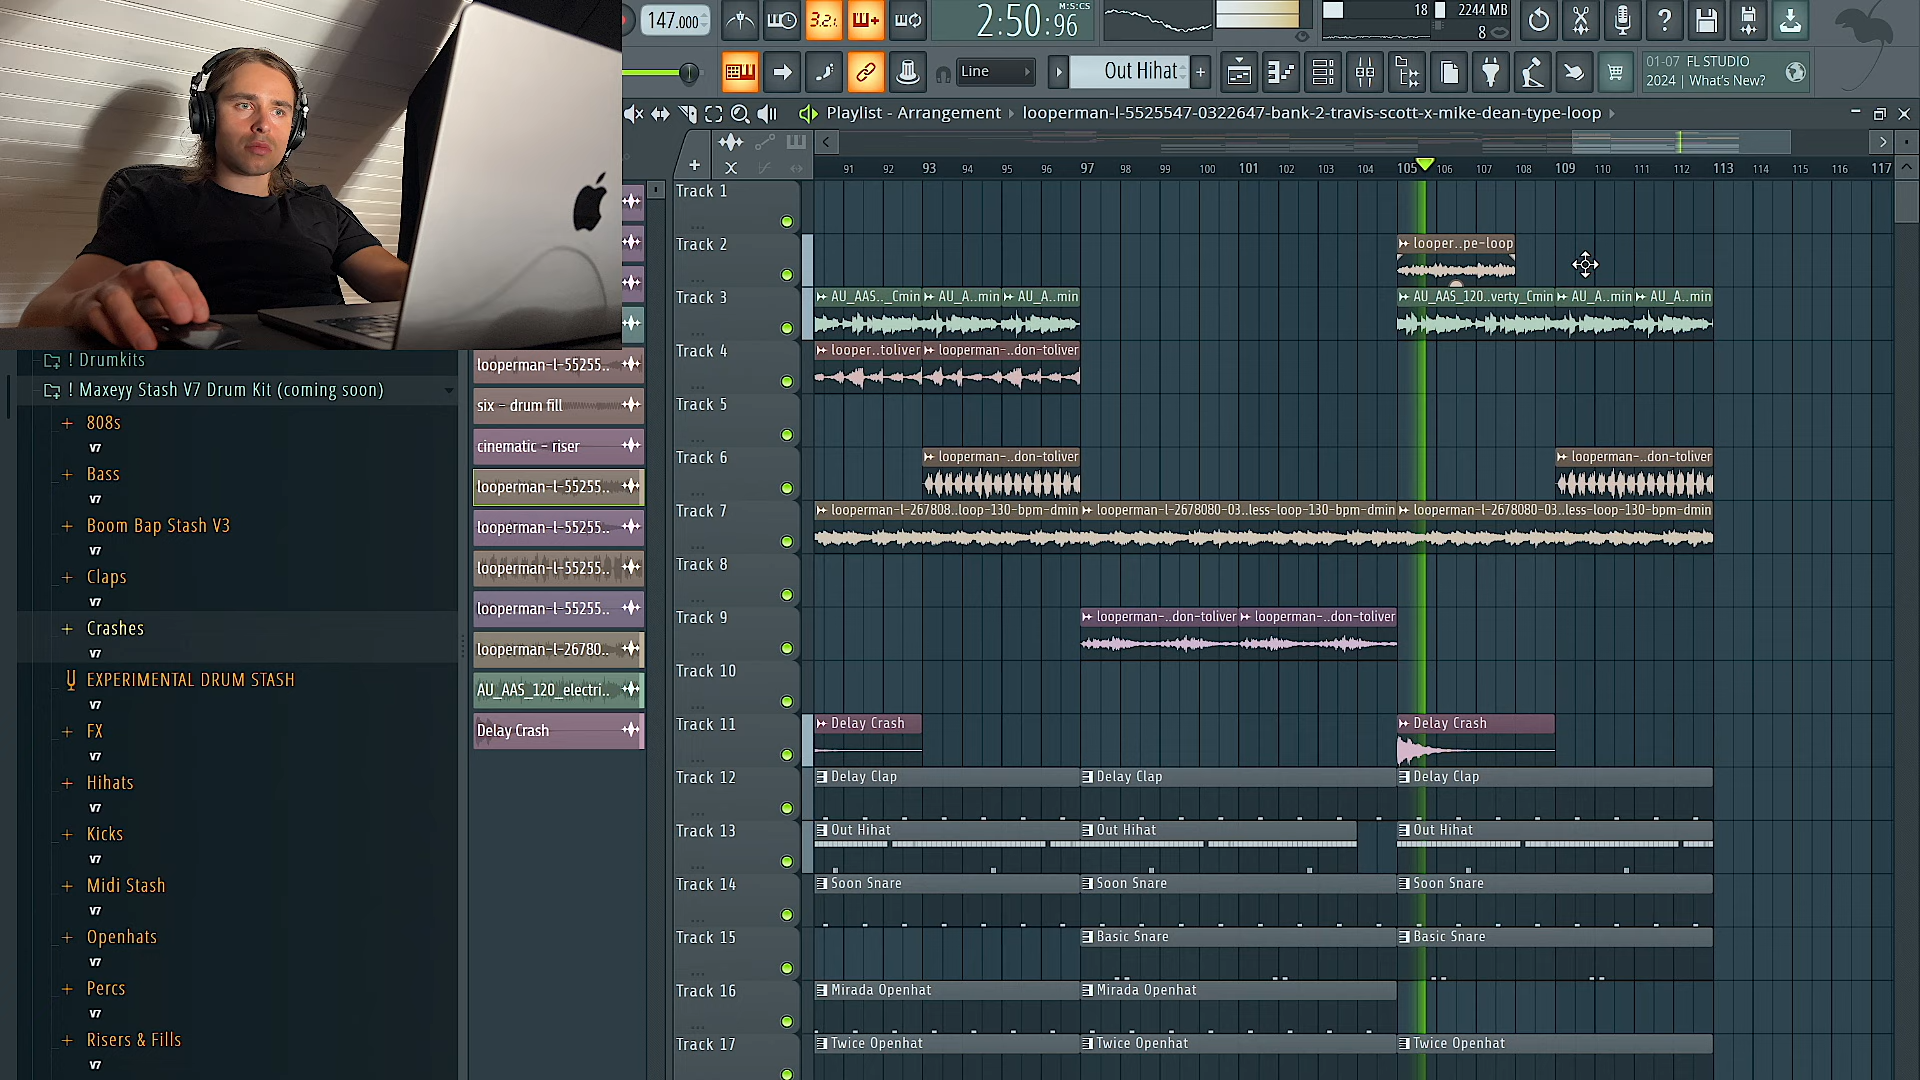 147.000
3.2.
2:50:96
M:S:CS
18
2244 MB
8
Line
Out Hihat
01-07 FL STUDIO
2024 | What's New?
Playlist - Arrangement › looperman-l-5525547-0322647-bank-2-travis-scott-x-mike-dean-type-loop ›
91 92 93 94 95 96 97 98 99 100 101 102 103 104 105 106 107 108 109 110 111 112 113 114 115 116 117
! Drumkits
! Maxeyy Stash V7 Drum Kit (coming soon)
808s
V7
Bass
V7
Boom Bap Stash V3
V7
Claps
V7
Crashes
V7
EXPERIMENTAL DRUM STASH
V7
FX
V7
Hihats
V7
Kicks
V7
Midi Stash
V7
Openhats
V7
Percs
V7
Risers & Fills
V7
looperman-l-55255..
six - drum fill
cinematic - riser
looperman-l-55255..
looperman-l-55255..
looperman-l-55255..
looperman-l-55255..
looperman-l-26780..
AU_AAS_120_electri..
Delay Crash
Track 1
Track 2
looper..pe-loop
Track 3
AU_AAS.._Cmin AU_A..min AU_A..min AU_AAS_120..verty_Cmin AU_A..min AU_A..min
Track 4
looper..toliver looperman-..don-toliver
Track 5
Track 6
looperman-..don-toliver looperman-..don-toliver
Track 7
looperman-l-267808..loop-130-bpm-dmin looperman-l-2678080-03..less-loop-130-bpm-dmin looperman-l-2678080-03..less-loop-130-bpm-dmin
Track 8
Track 9
looperman-..don-toliver looperman-..don-toliver
Track 10
Track 11
Delay Crash Delay Crash
Track 12
Delay Clap Delay Clap Delay Clap
Track 13
Out Hihat Out Hihat Out Hihat
Track 14
Soon Snare Soon Snare Soon Snare
Track 15
Basic Snare Basic Snare
Track 16
Mirada Openhat Mirada Openhat
Track 17
Twice Openhat Twice Openhat Twice Openhat